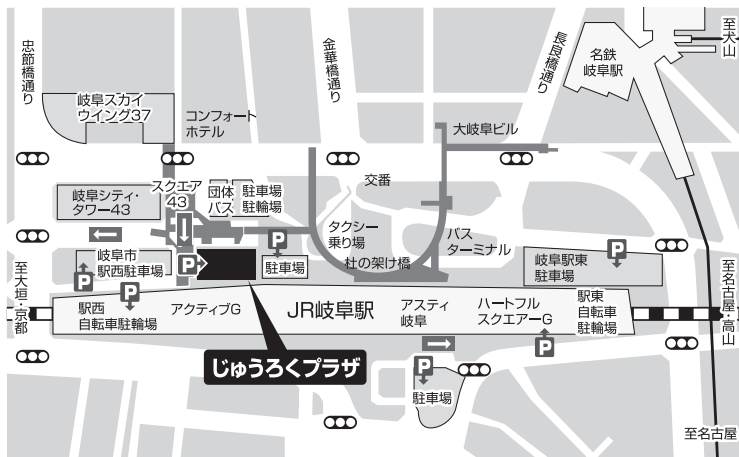 忠節橋通り
金華橋通り
長良橋通り
名鉄
岐阜駅
至犬山
岐阜スカイ
ウイング37
コンフォート
ホテル
大岐阜ビル
交番
スクエア
43
団体
バス
駐車場
駐輪場
岐阜シティ・
タワー43
タクシー
乗り場
バス
ターミナル
杜の架け橋
P
岐阜市
駅西駐車場
P
P
駐車場
岐阜駅東
駐車場
P
至大垣・京都
P
駅西
自転車駐輪場
アクティブG
JR岐阜駅
アスティ
岐阜
ハートフル
スクエアーG
P
駅東
自転車
駐輪場
至名古屋・高山
じゅうろくプラザ
P
駐車場
至名古屋